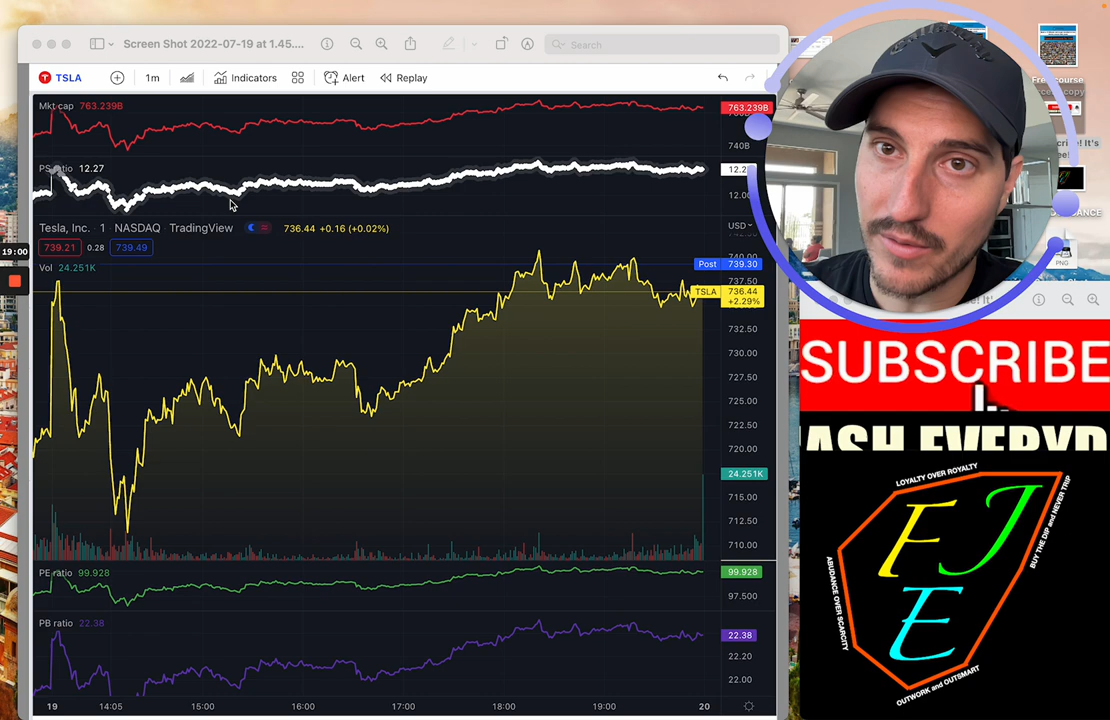 Screen Shot 2022-07-19 at 1.45....
Search
TSLA
1m
Indicators
Alert
Replay
Mkt cap 763.239B
763.239B
740B
PS ratio 12.27
12.00
Tesla, Inc. · 1 · NASDAQ · TradingView
736.44 +0.16 (+0.02%)
USD
739.21
0.28
739.49
19:00
Vol 24.251K
Post 739.30
737.50
TSLA 736.44
+2.29%
732.50
730.00
727.50
725.00
722.50
720.00
24.251K
715.00
712.50
710.00
PE ratio 99.928
99.928
97.500
PB ratio 22.38
22.38
22.20
22.00
19
14:05
15:00
16:00
17:00
18:00
19:00
20
PNG
SUBSCRIBE
LOYALTY OVER ROYALTY
BUY THE DIP and NEVER TRIP
ABUDANCE OVER SCARCITY
OUTWORK and OUTSMART
FJE